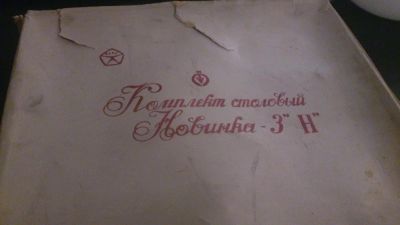 Комплект столовый
Новинка - 3" Н"